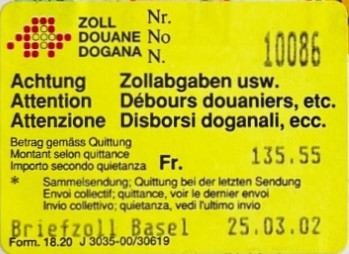 ZOLL Nr.
DOUANE No
DOGANA N. 10086
Achtung Zollabgaben usw.
Attention Débours douaniers, etc.
Attenzione Disborsi doganali, ecc.
Betrag gemäss Quittung
Montant selon quittance
Importo secondo quietanza Fr. 135.55
* Sammelsendung; Quittung bei der letzten Sendung
Envoi collectif; quittance, voir le dernier envoi
Invio collettivo; quietanza, vedi l'ultimo invio
Briefzoll Basel 25.03.02
Form. 18.20 J 3035-00/30619